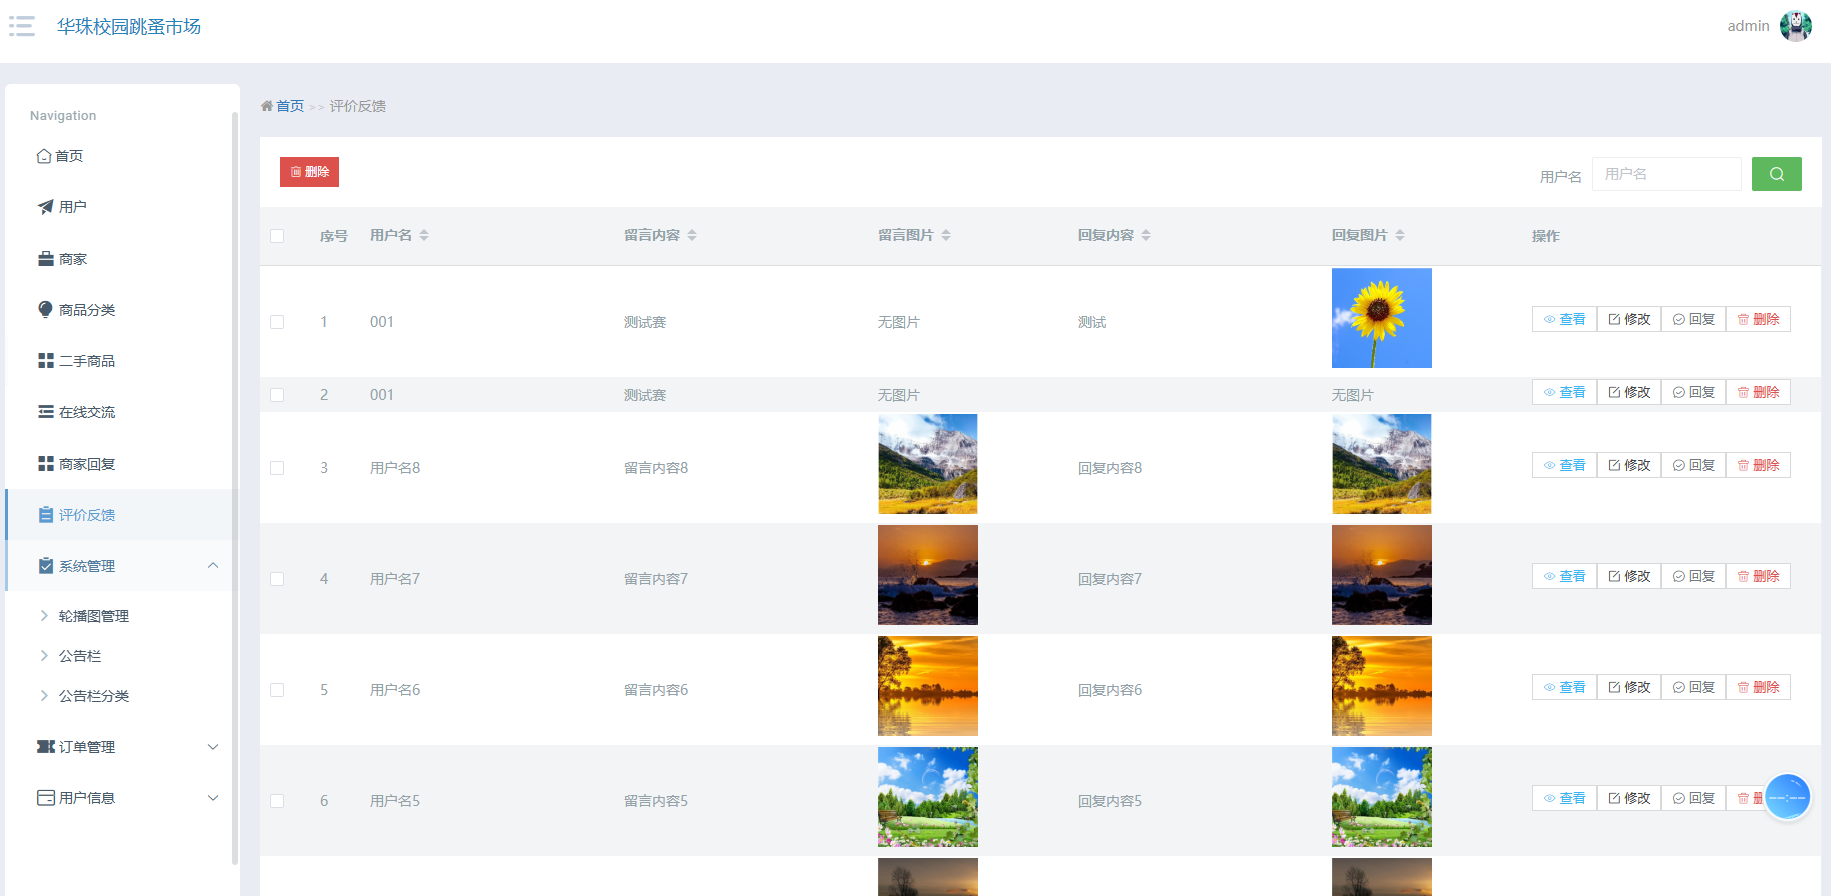 华珠校园跳蚤市场
admin
Navigation
首页
用户
商家
商品分类
二手商品
在线交流
商家回复
评价反馈
系统管理
轮播图管理
公告栏
公告栏分类
订单管理
用户信息
首页 >> 评价反馈
删除
用户名 用户名
序号 用户名 留言内容 留言图片 回复内容 回复图片 操作
1 001 测试赛 无图片 测试 查看 修改 回复 删除
2 001 测试赛 无图片 无图片 查看 修改 回复 删除
3 用户名8 留言内容8 回复内容8 查看 修改 回复 删除
4 用户名7 留言内容7 回复内容7 查看 修改 回复 删除
5 用户名6 留言内容6 回复内容6 查看 修改 回复 删除
6 用户名5 留言内容5 回复内容5 查看 修改 回复